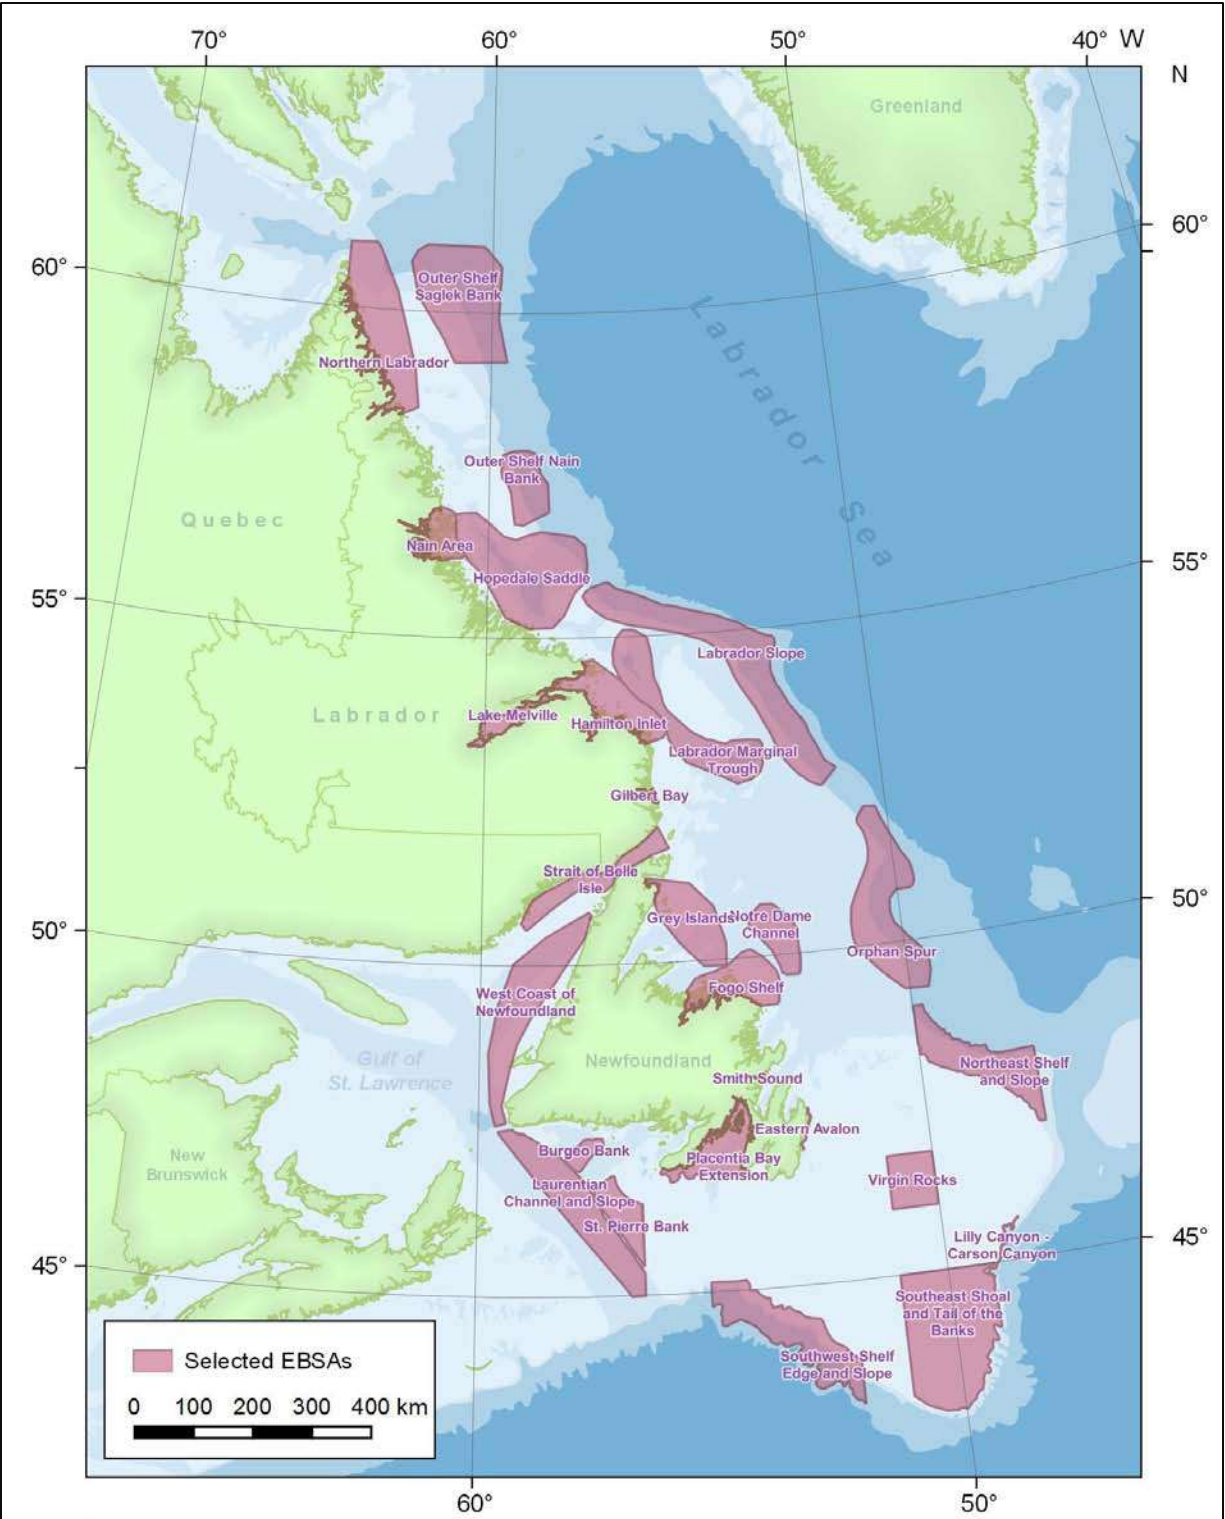 70°
60°
50°
40° W
N
Greenland
60°
60°
Outer Shelf
Saglek Bank
Northern Labrador
Labrador
Sea
Outer Shelf Nain
Bank
Quebec
Nain Area
55°
Hopedale Saddle
55°
Labrador Slope
Labrador
Lake Melville
Hamilton Inlet
Labrador Marginal
Trough
Gilbert Bay
Strait of Belle
Isle
50°
Grey Islands
Notre Dame
Channel
50°
Orphan Spur
Fogo Shelf
West Coast of
Newfoundland
Gulf of
St. Lawrence
Newfoundland
Northeast Shelf
and Slope
Smith Sound
Eastern Avalon
New
Brunswick
Burgeo Bank
Placentia Bay
Extension
Virgin Rocks
Laurentian
Channel and Slope
St. Pierre Bank
45°
Lilly Canyon -
Carson Canyon
45°
Southeast Shoal
and Tail of the
Banks
Southwest Shelf
Edge and Slope
Selected EBSAs
0 100 200 300 400 km
60°
50°